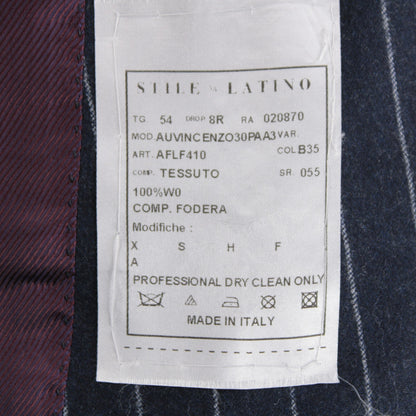 STILE LATINO
TG. 54 DROP 8R RA 020870
MOD. AUVINCENZO30PAA3 VAR.
ART. AFLF410 COL. B35
COMP. TESSUTO SR. 055
100%WO
COMP. FODERA
Modifiche :
X S H F
A
PROFESSIONAL DRY CLEAN ONLY
MADE IN ITALY